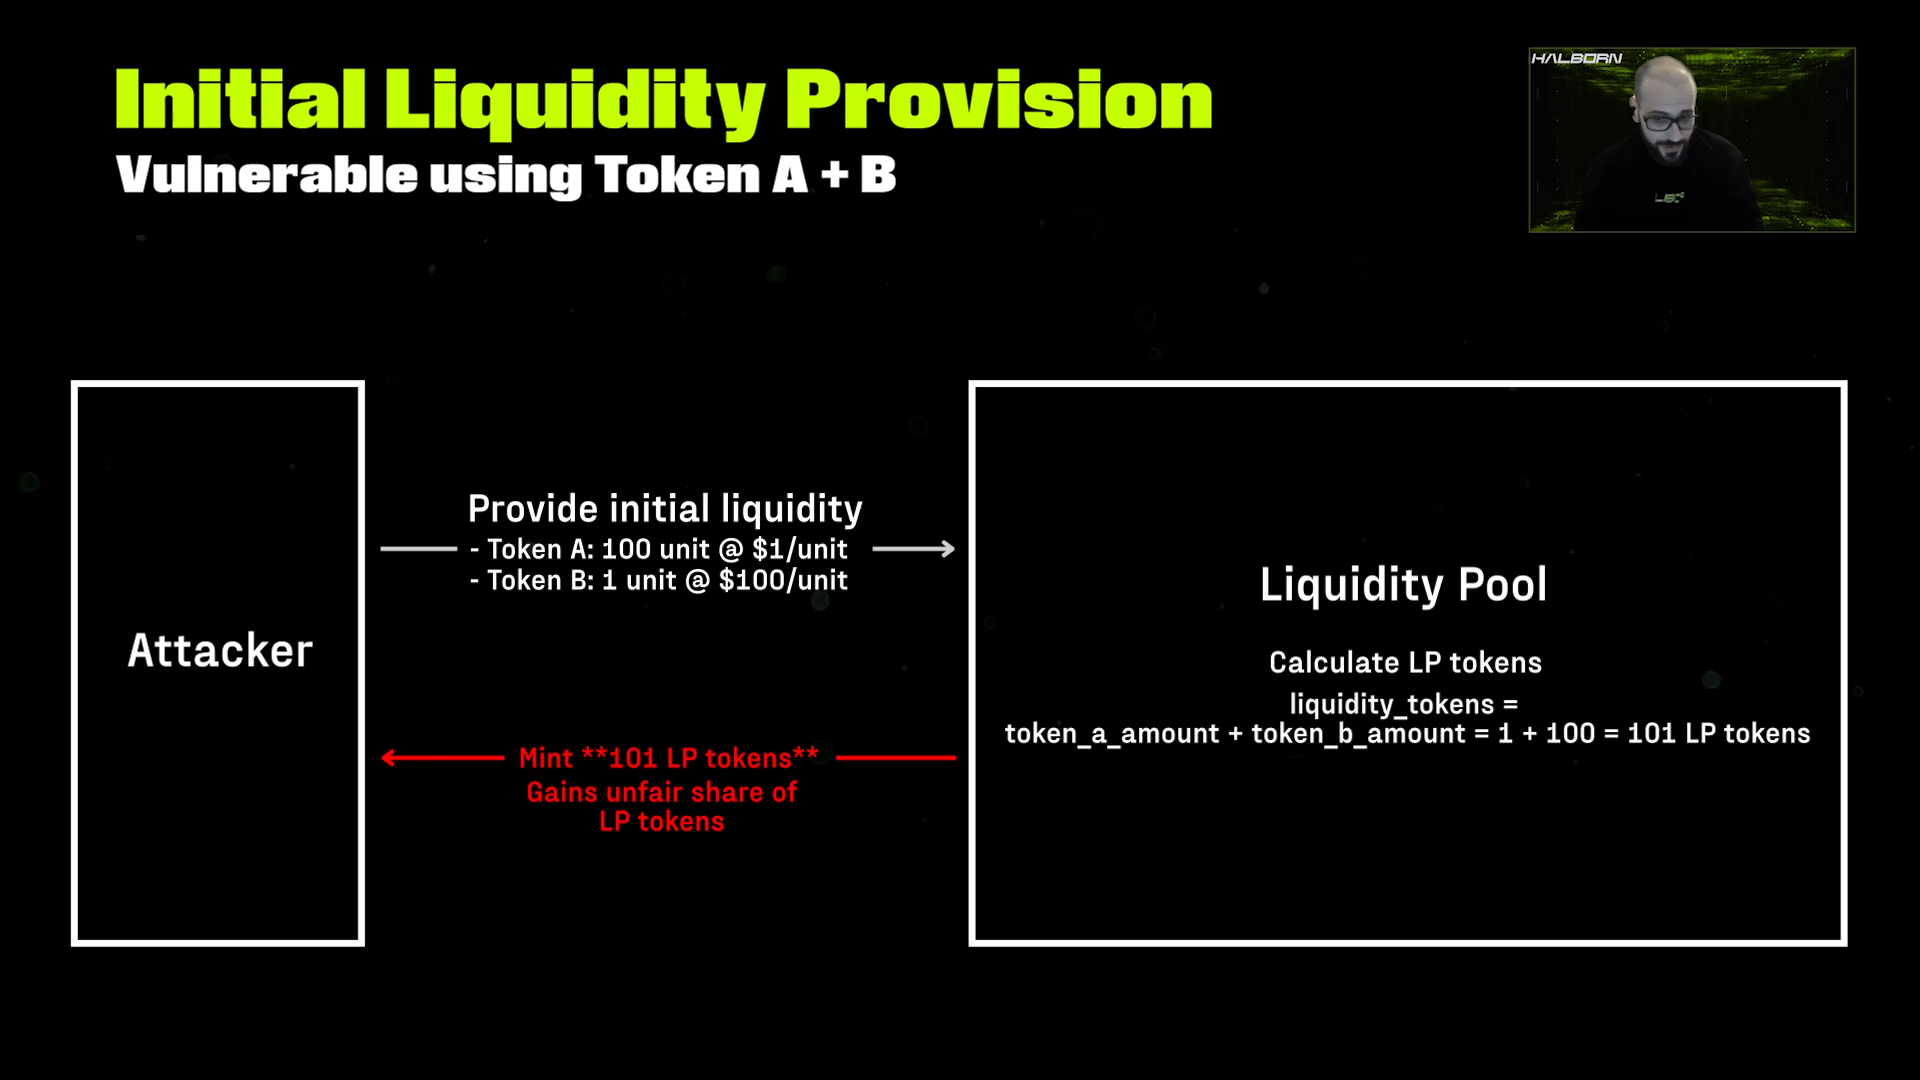 Initial Liquidity Provision
Vulnerable using Token A + B
HALBORN
Attacker
Provide initial liquidity
- Token A: 100 unit @ $1/unit
- Token B: 1 unit @ $100/unit
Mint **101 LP tokens**
Gains unfair share of
LP tokens
Liquidity Pool
Calculate LP tokens
liquidity_tokens =
token_a_amount + token_b_amount = 1 + 100 = 101 LP tokens